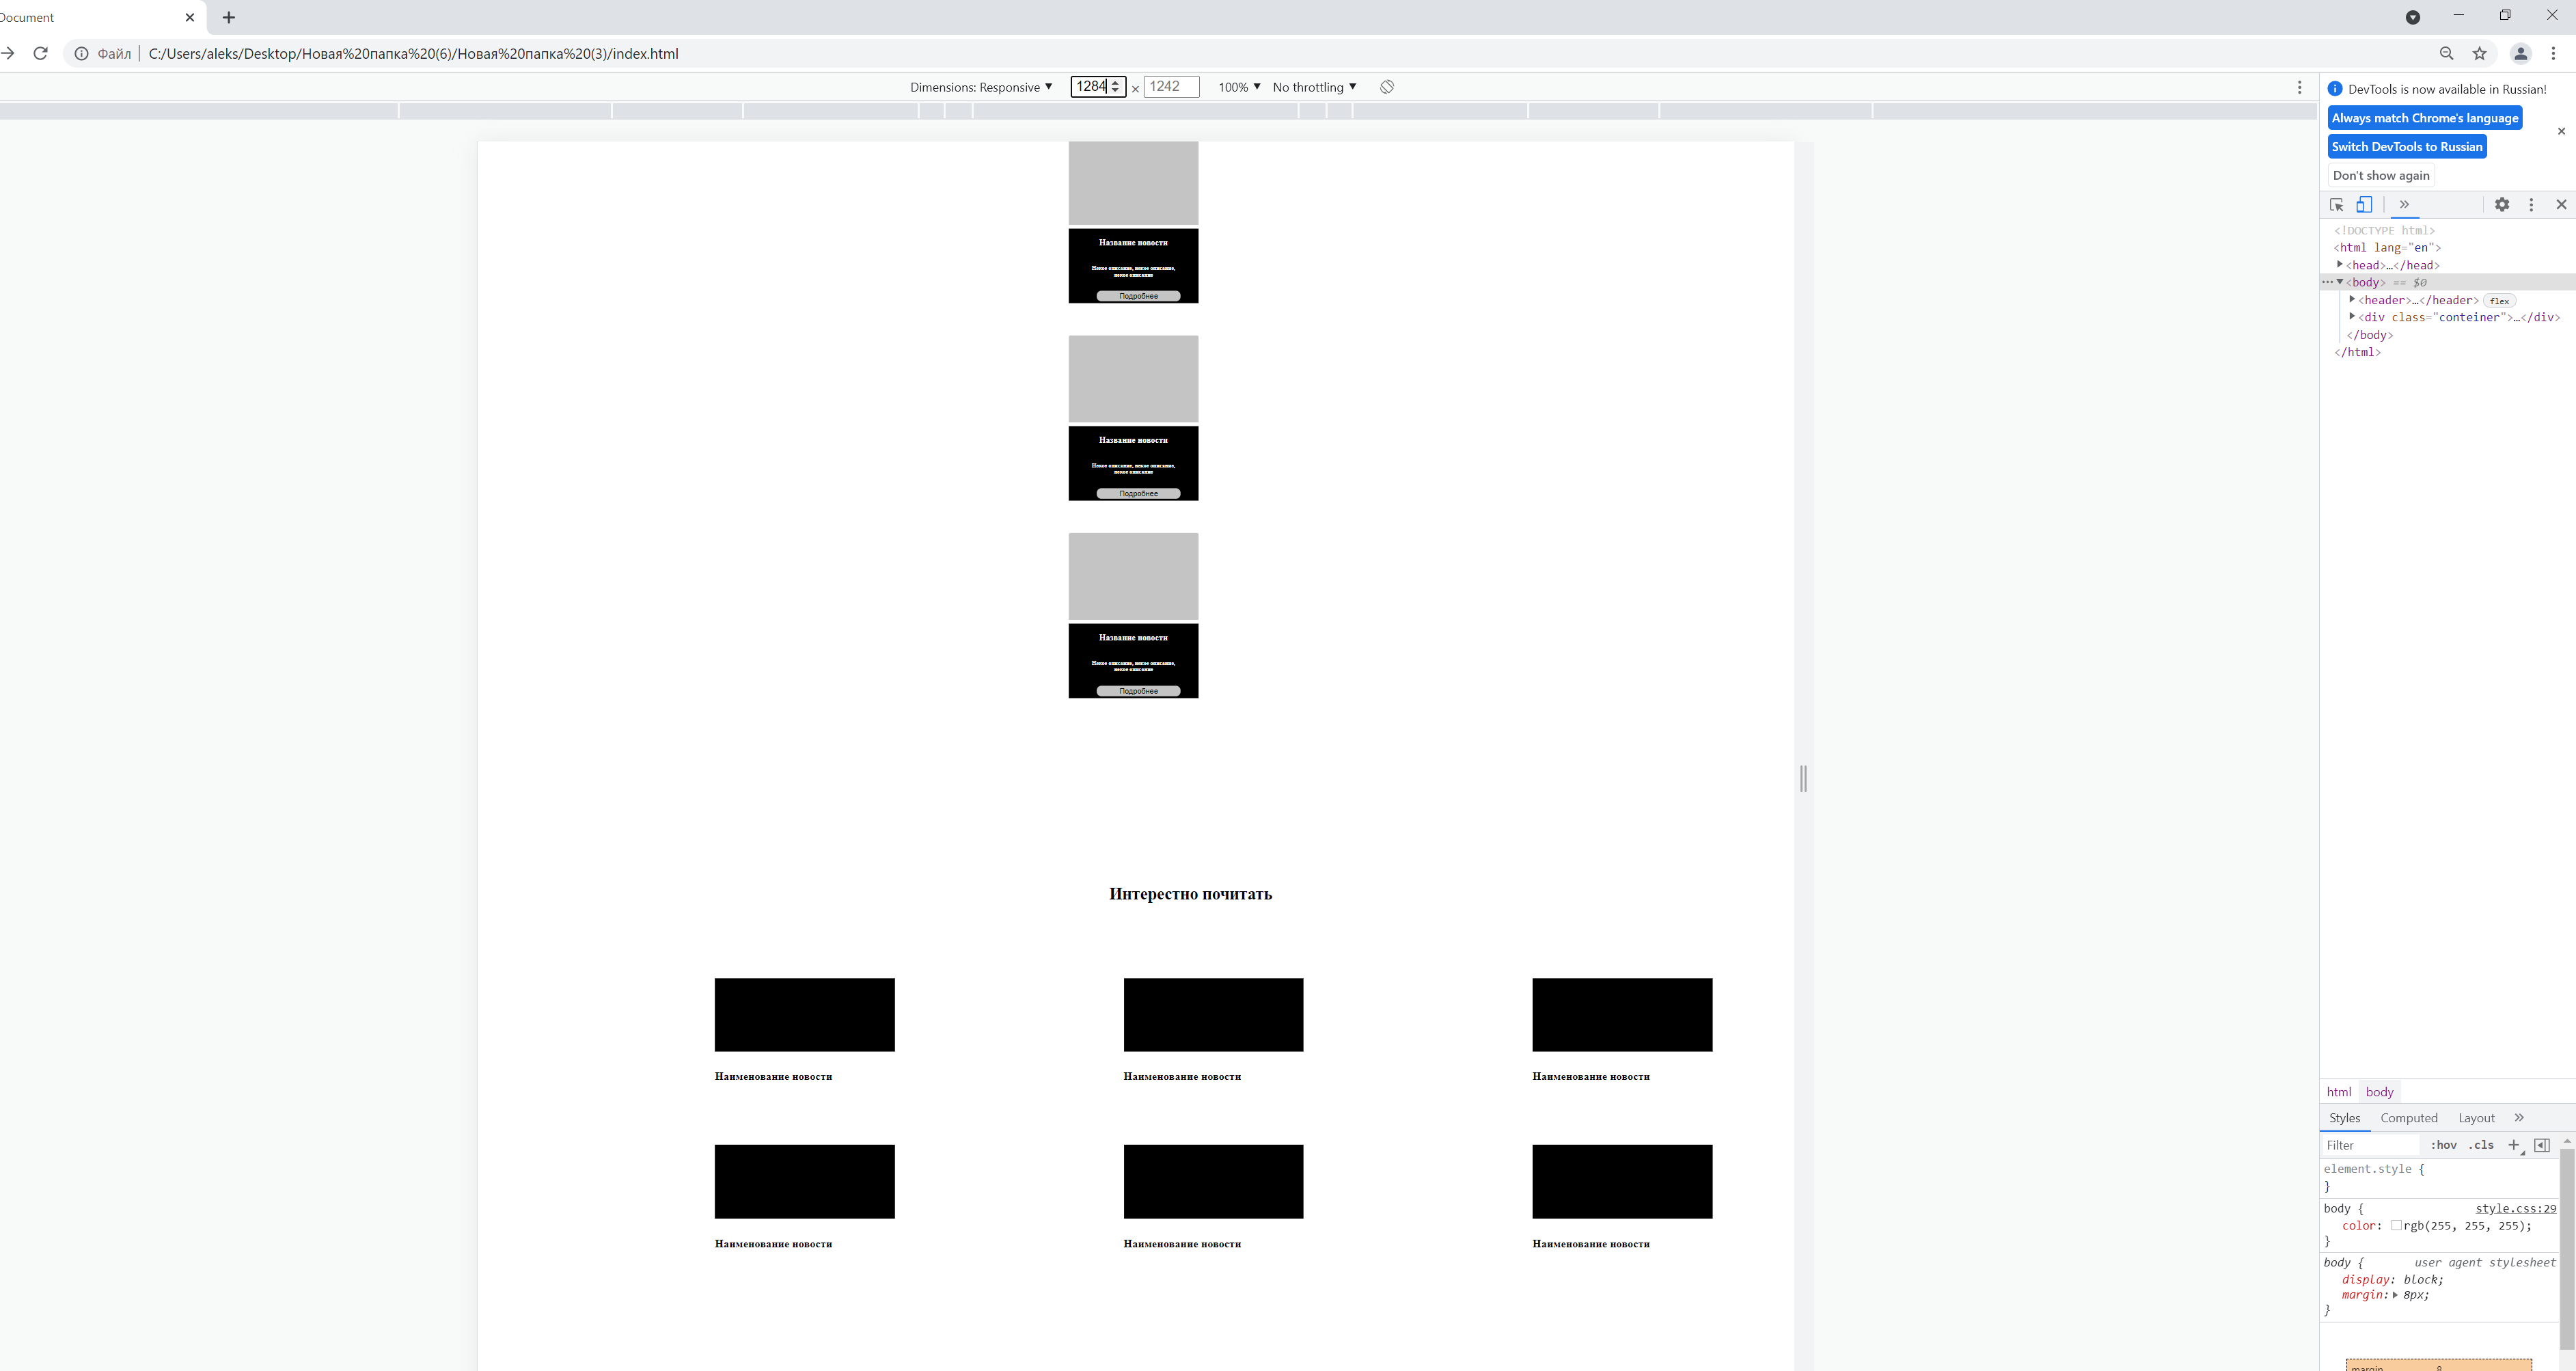 Document
Файл
C:/Users/aleks/Desktop/Новая%20папка%20(6)/Новая%20папка%20(3)/index.html
Dimensions: Responsive ▼ 1284 × 1242 100% ▼ No throttling ▼
DevTools is now available in Russian!
Always match Chrome's language
Switch DevTools to Russian
Don't show again
<!DOCTYPE html>
<html lang="en">
<head>…</head>
<body> == $0
<header>…</header> flex
<div class="conteiner">…</div>
</body>
</html>
Название новости
Некое описание, некое описание,
некое описание
Подробнее
Название новости
Некое описание, некое описание,
некое описание
Подробнее
Название новости
Некое описание, некое описание,
некое описание
Подробнее
Интерестно почитать
Наименование новости Наименование новости Наименование новости
Наименование новости Наименование новости Наименование новости
html body
Styles Computed Layout »
Filter :hov .cls +
element.style {
}
body { style.css:29
color: rgb(255, 255, 255);
}
body { user agent stylesheet
display: block;
margin: 8px;
}
margin 8